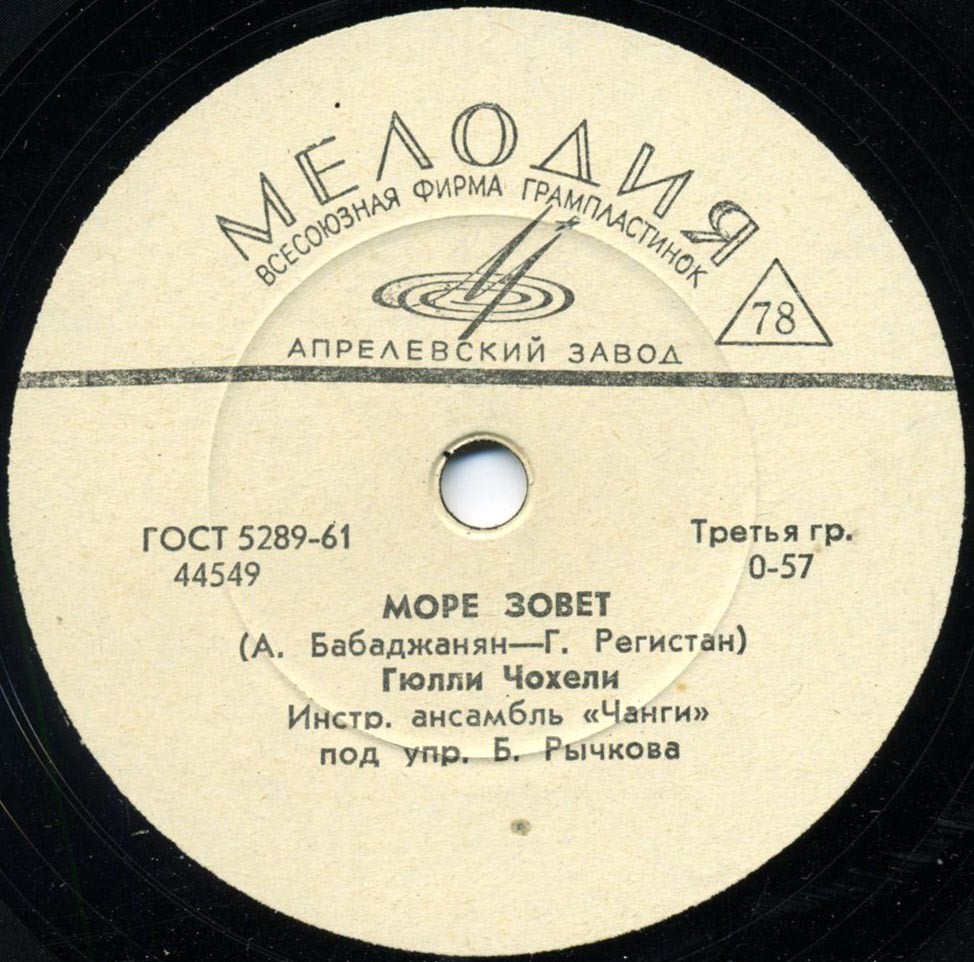 МЕЛОДИЯ
ВСЕСОЮЗНАЯ ФИРМА ГРАМПЛАСТИНОК
78
АПРЕЛЕВСКИЙ ЗАВОД
ГОСТ 5289-61
44549
Третья гр.
0-57
МОРЕ ЗОВЕТ
(А. Бабаджанян—Г. Регистан)
Гюлли Чохели
Инстр. ансамбль «Чанги»
под упр. Б. Рычкова